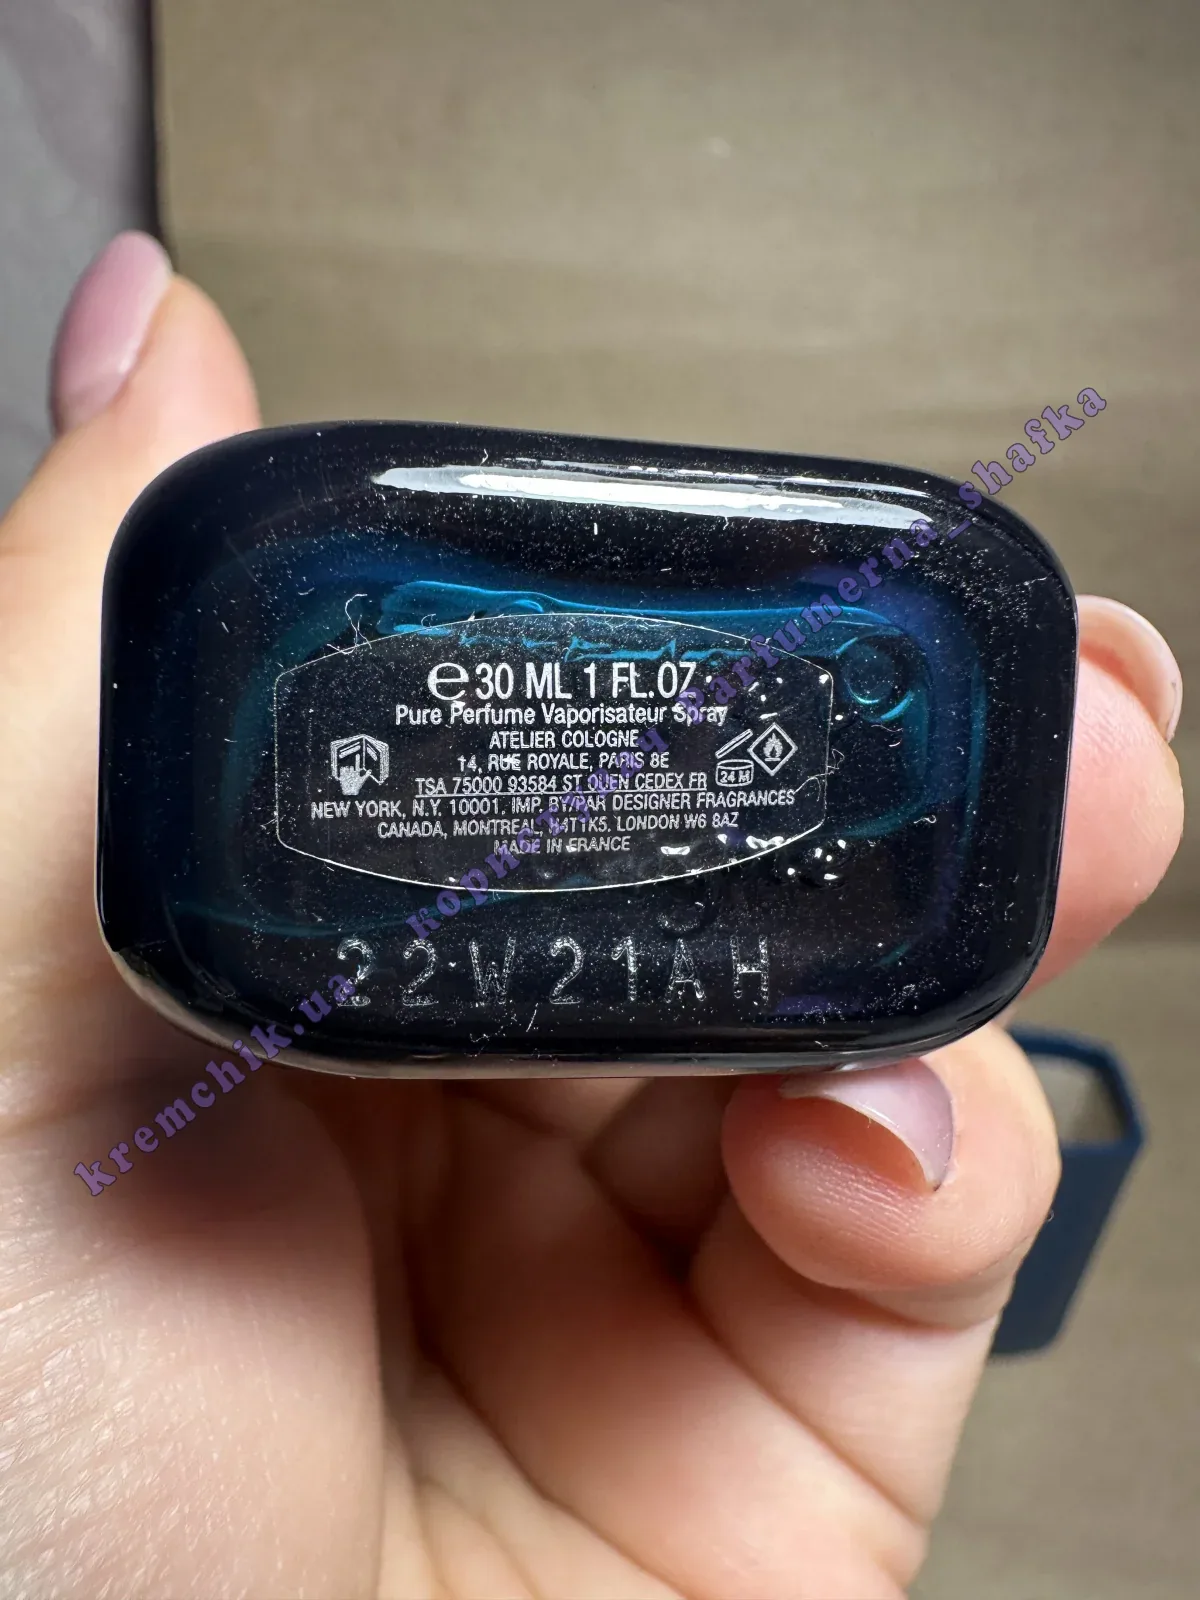 ℮ 30 ML 1 FL.OZ
Pure Perfume Vaporisateur Spray
ATELIER COLOGNE
14, RUE ROYALE, PARIS 8E
TSA 75000 93584 ST OUEN CEDEX FR
24 M
NEW YORK, N.Y. 10001. IMP. BY/PAR DESIGNER FRAGRANCES
CANADA, MONTREAL, H4T1K5. LONDON W6 8AZ
MADE IN FRANCE
22W21AH
kremchik.ua користувач parfumerna_shafka